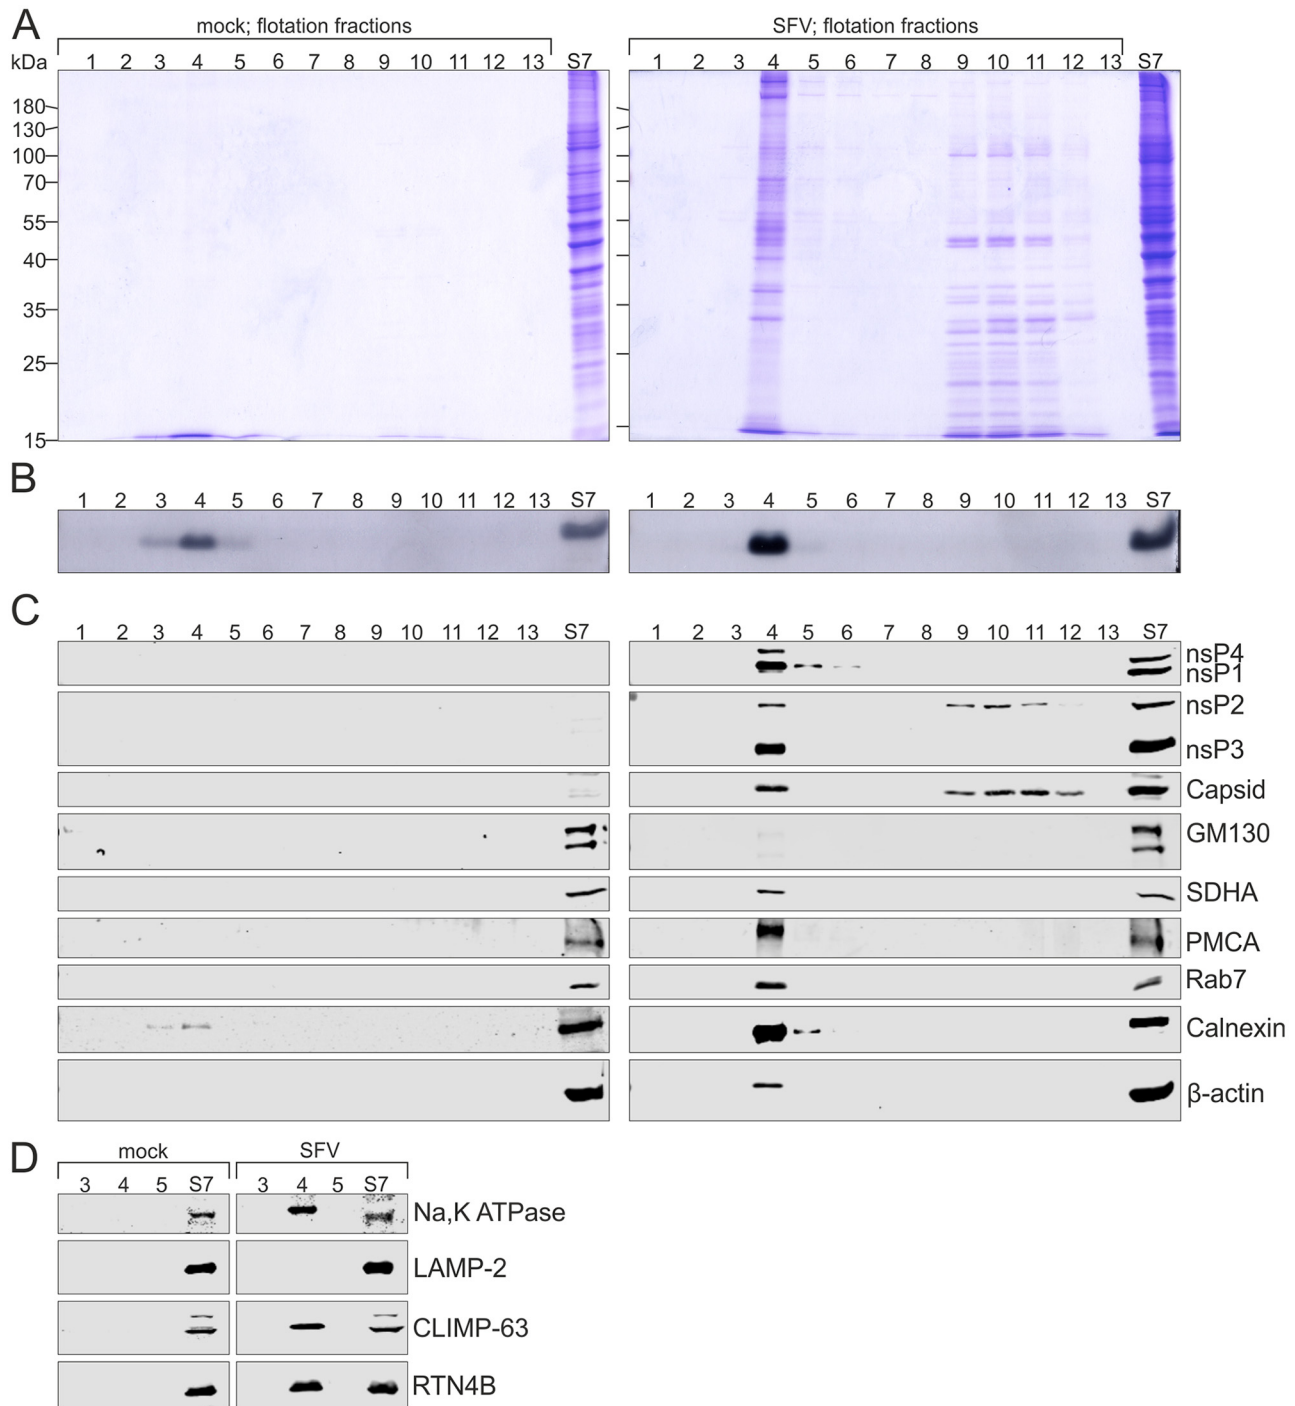 A
mock; flotation fractions
SFV; flotation fractions
kDa 1 2 3 4 5 6 7 8 9 10 11 12 13 S7
1 2 3 4 5 6 7 8 9 10 11 12 13 S7
180
130
100
70
55
40
35
25
15
B
1 2 3 4 5 6 7 8 9 10 11 12 13 S7
1 2 3 4 5 6 7 8 9 10 11 12 13 S7
C
1 2 3 4 5 6 7 8 9 10 11 12 13 S7
1 2 3 4 5 6 7 8 9 10 11 12 13 S7
nsP4
nsP1
nsP2
nsP3
Capsid
GM130
SDHA
PMCA
Rab7
Calnexin
β-actin
D
mock
SFV
3 4 5 S7
3 4 5 S7
Na,K ATPase
LAMP-2
CLIMP-63
RTN4B